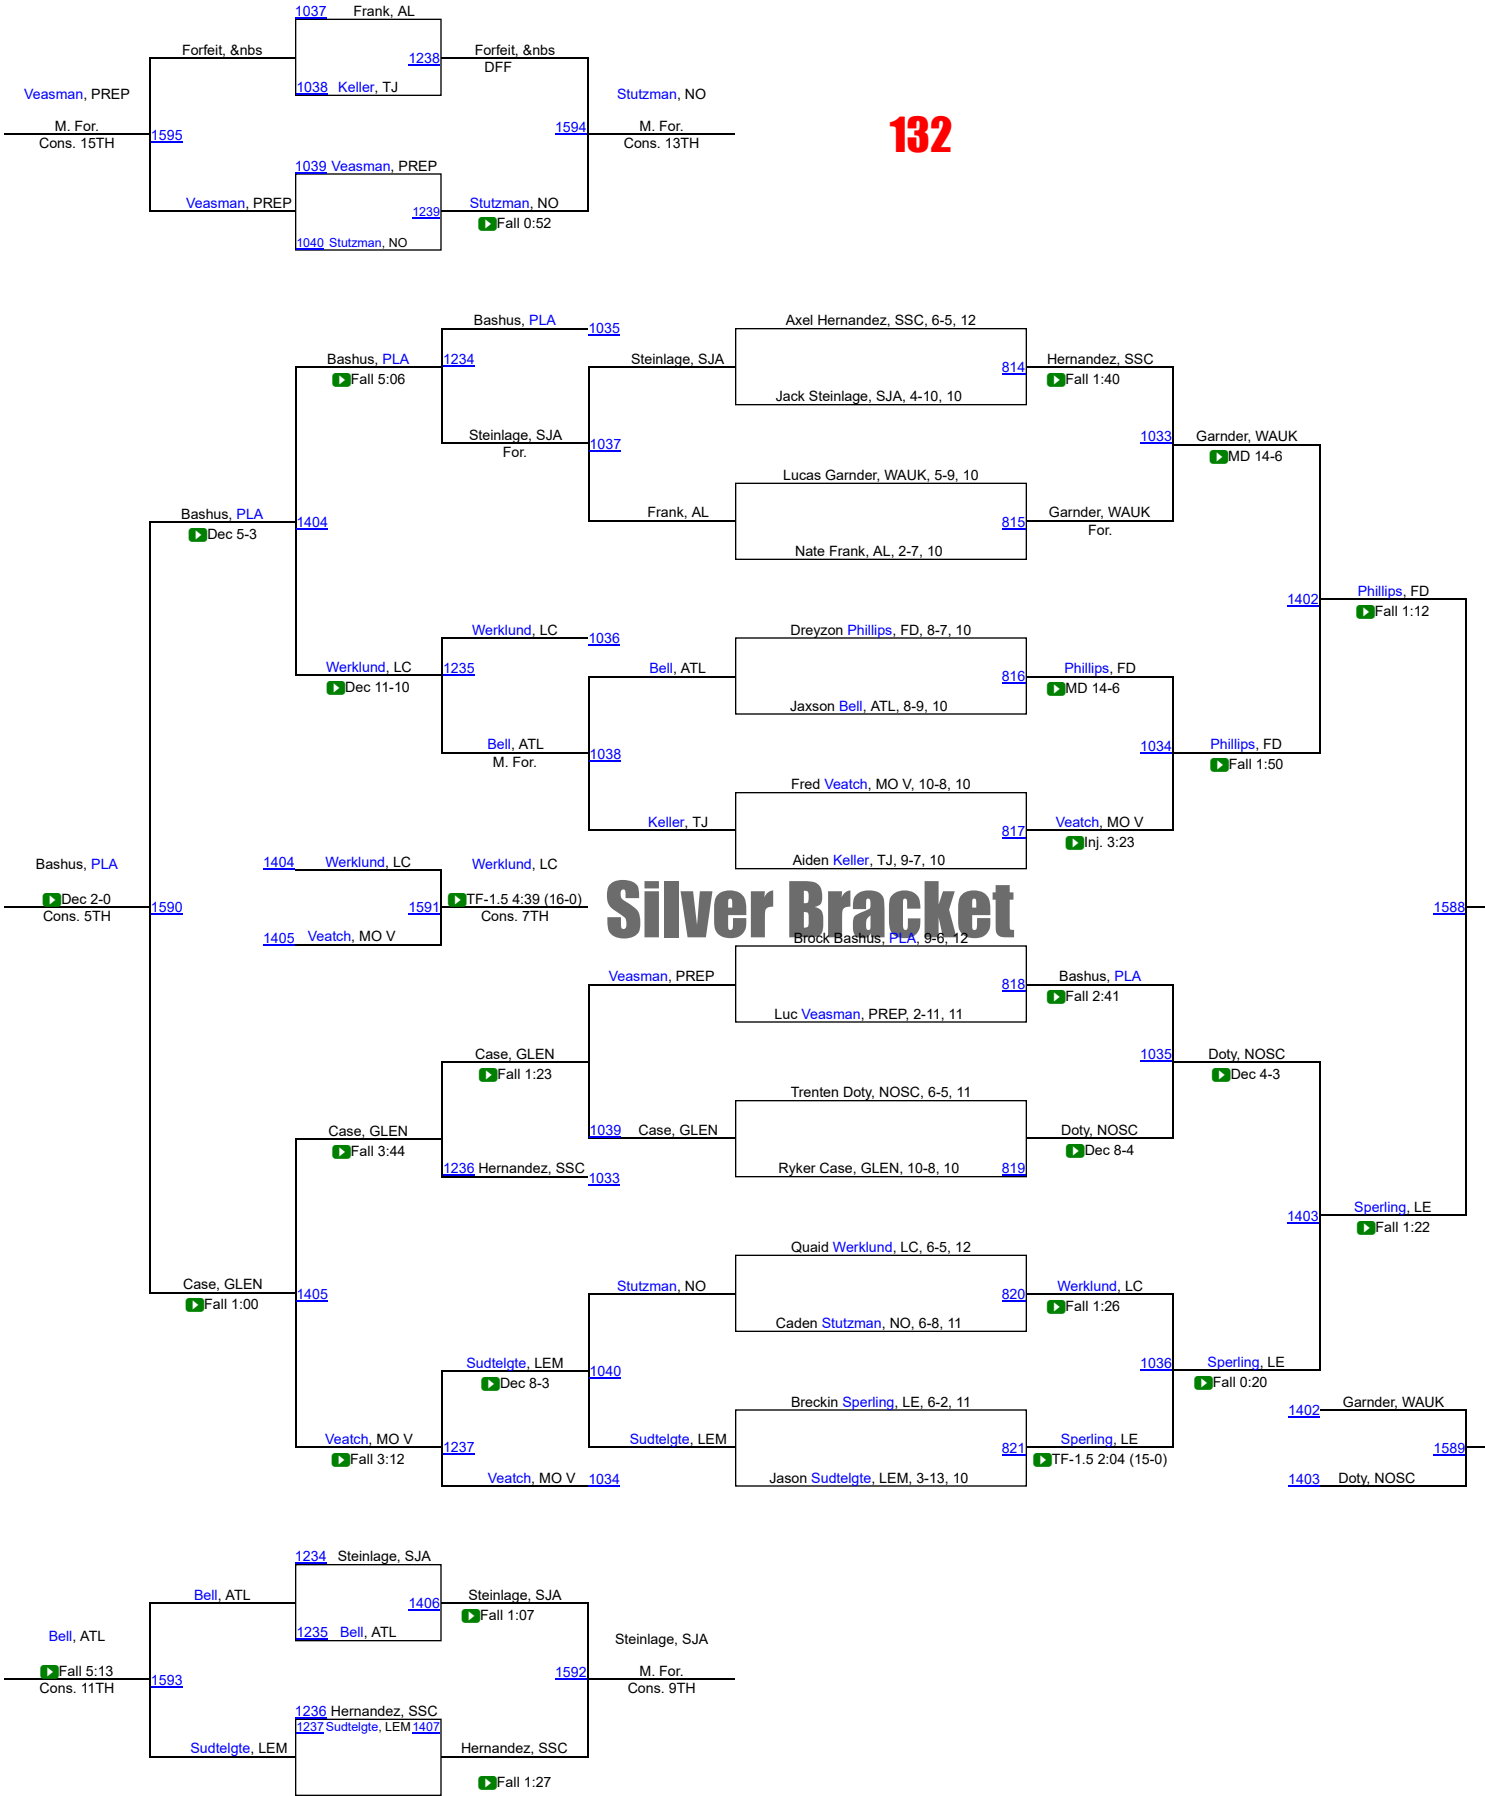 1037 Frank, AL
Forfeit, &nbs
1238
Forfeit, &nbs
DFF
1038 Keller, TJ
Veasman, PREP
Stutzman, NO
M. For.
Cons. 15TH
1595
1594
M. For.
Cons. 13TH
132
1039 Veasman, PREP
Veasman, PREP
1239
Stutzman, NO
Fall 0:52
1040 Stutzman, NO
Bashus, PLA
1035
Axel Hernandez, SSC, 6-5, 12
Bashus, PLA
Fall 5:06
1234
Steinlage, SJA
814
Hernandez, SSC
Fall 1:40
Jack Steinlage, SJA, 4-10, 10
Steinlage, SJA
For.
1037
1033
Garnder, WAUK
MD 14-6
Lucas Garnder, WAUK, 5-9, 10
Bashus, PLA
Dec 5-3
1404
Frank, AL
815
Garnder, WAUK
For.
Nate Frank, AL, 2-7, 10
1402
Phillips, FD
Fall 1:12
Werklund, LC
1036
Dreyzon Phillips, FD, 8-7, 10
Werklund, LC
Dec 11-10
1235
Bell, ATL
816
Phillips, FD
MD 14-6
Jaxson Bell, ATL, 8-9, 10
Bell, ATL
M. For.
1038
1034
Phillips, FD
Fall 1:50
Fred Veatch, MO V, 10-8, 10
Keller, TJ
817
Veatch, MO V
Inj. 3:23
Aiden Keller, TJ, 9-7, 10
Bashus, PLA
1404 Werklund, LC
Werklund, LC
Dec 2-0
Cons. 5TH
1590
1591
TF-1.5 4:39 (16-0)
Cons. 7TH
Silver Bracket
1588
1405 Veatch, MO V
Brock Bashus, PLA, 9-6, 12
Veasman, PREP
818
Bashus, PLA
Fall 2:41
Luc Veasman, PREP, 2-11, 11
Case, GLEN
Fall 1:23
1035
Doty, NOSC
Dec 4-3
Trenten Doty, NOSC, 6-5, 11
Case, GLEN
Fall 3:44
1039 Case, GLEN
Doty, NOSC
Dec 8-4
1236 Hernandez, SSC
1033
Ryker Case, GLEN, 10-8, 10
819
1403
Sperling, LE
Fall 1:22
Quaid Werklund, LC, 6-5, 12
Case, GLEN
Fall 1:00
1405
Stutzman, NO
820
Werklund, LC
Fall 1:26
Caden Stutzman, NO, 6-8, 11
Sudtelgte, LEM
Dec 8-3
1040
1036
Sperling, LE
Fall 0:20
Breckin Sperling, LE, 6-2, 11
1402 Garnder, WAUK
Veatch, MO V
Fall 3:12
1237
Sudtelgte, LEM
821
Sperling, LE
TF-1.5 2:04 (15-0)
1589
Veatch, MO V
1034
Jason Sudtelgte, LEM, 3-13, 10
1403 Doty, NOSC
1234 Steinlage, SJA
Bell, ATL
1406
Steinlage, SJA
Fall 1:07
1235 Bell, ATL
Bell, ATL
Steinlage, SJA
Fall 5:13
Cons. 11TH
1593
1592
M. For.
Cons. 9TH
1236 Hernandez, SSC
1237 Sudtelgte, LEM 1407
Sudtelgte, LEM
Hernandez, SSC
Fall 1:27